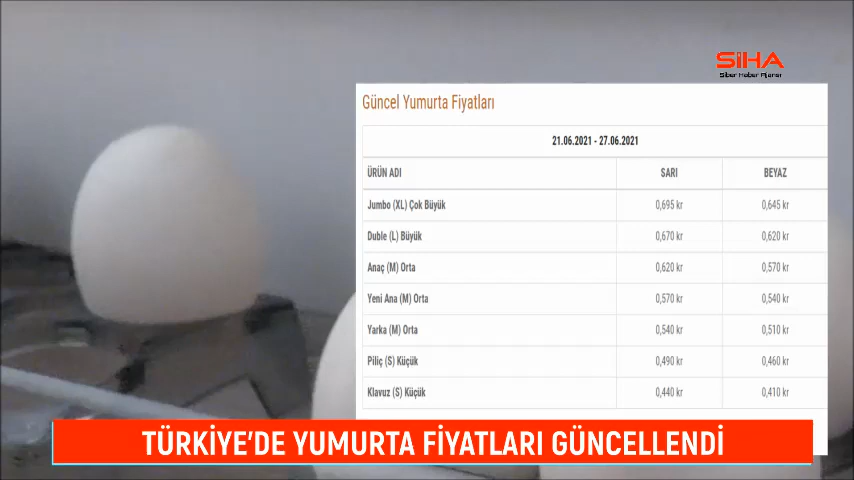 SiHA
Siber Haber Ajansı
Güncel Yumurta Fiyatları
21.06.2021 - 27.06.2021
ÜRÜN ADI SARI BEYAZ
Jumbo (XL) Çok Büyük 0,695 kr 0,645 kr
Duble (L) Büyük 0,670 kr 0,620 kr
Anaç (M) Orta 0,620 kr 0,570 kr
Yeni Ana (M) Orta 0,570 kr 0,540 kr
Yarka (M) Orta 0,540 kr 0,510 kr
Piliç (S) Küçük 0,490 kr 0,460 kr
Klavuz (S) Küçük 0,440 kr 0,410 kr
TÜRKİYE'DE YUMURTA FİYATLARI GÜNCELLENDİ